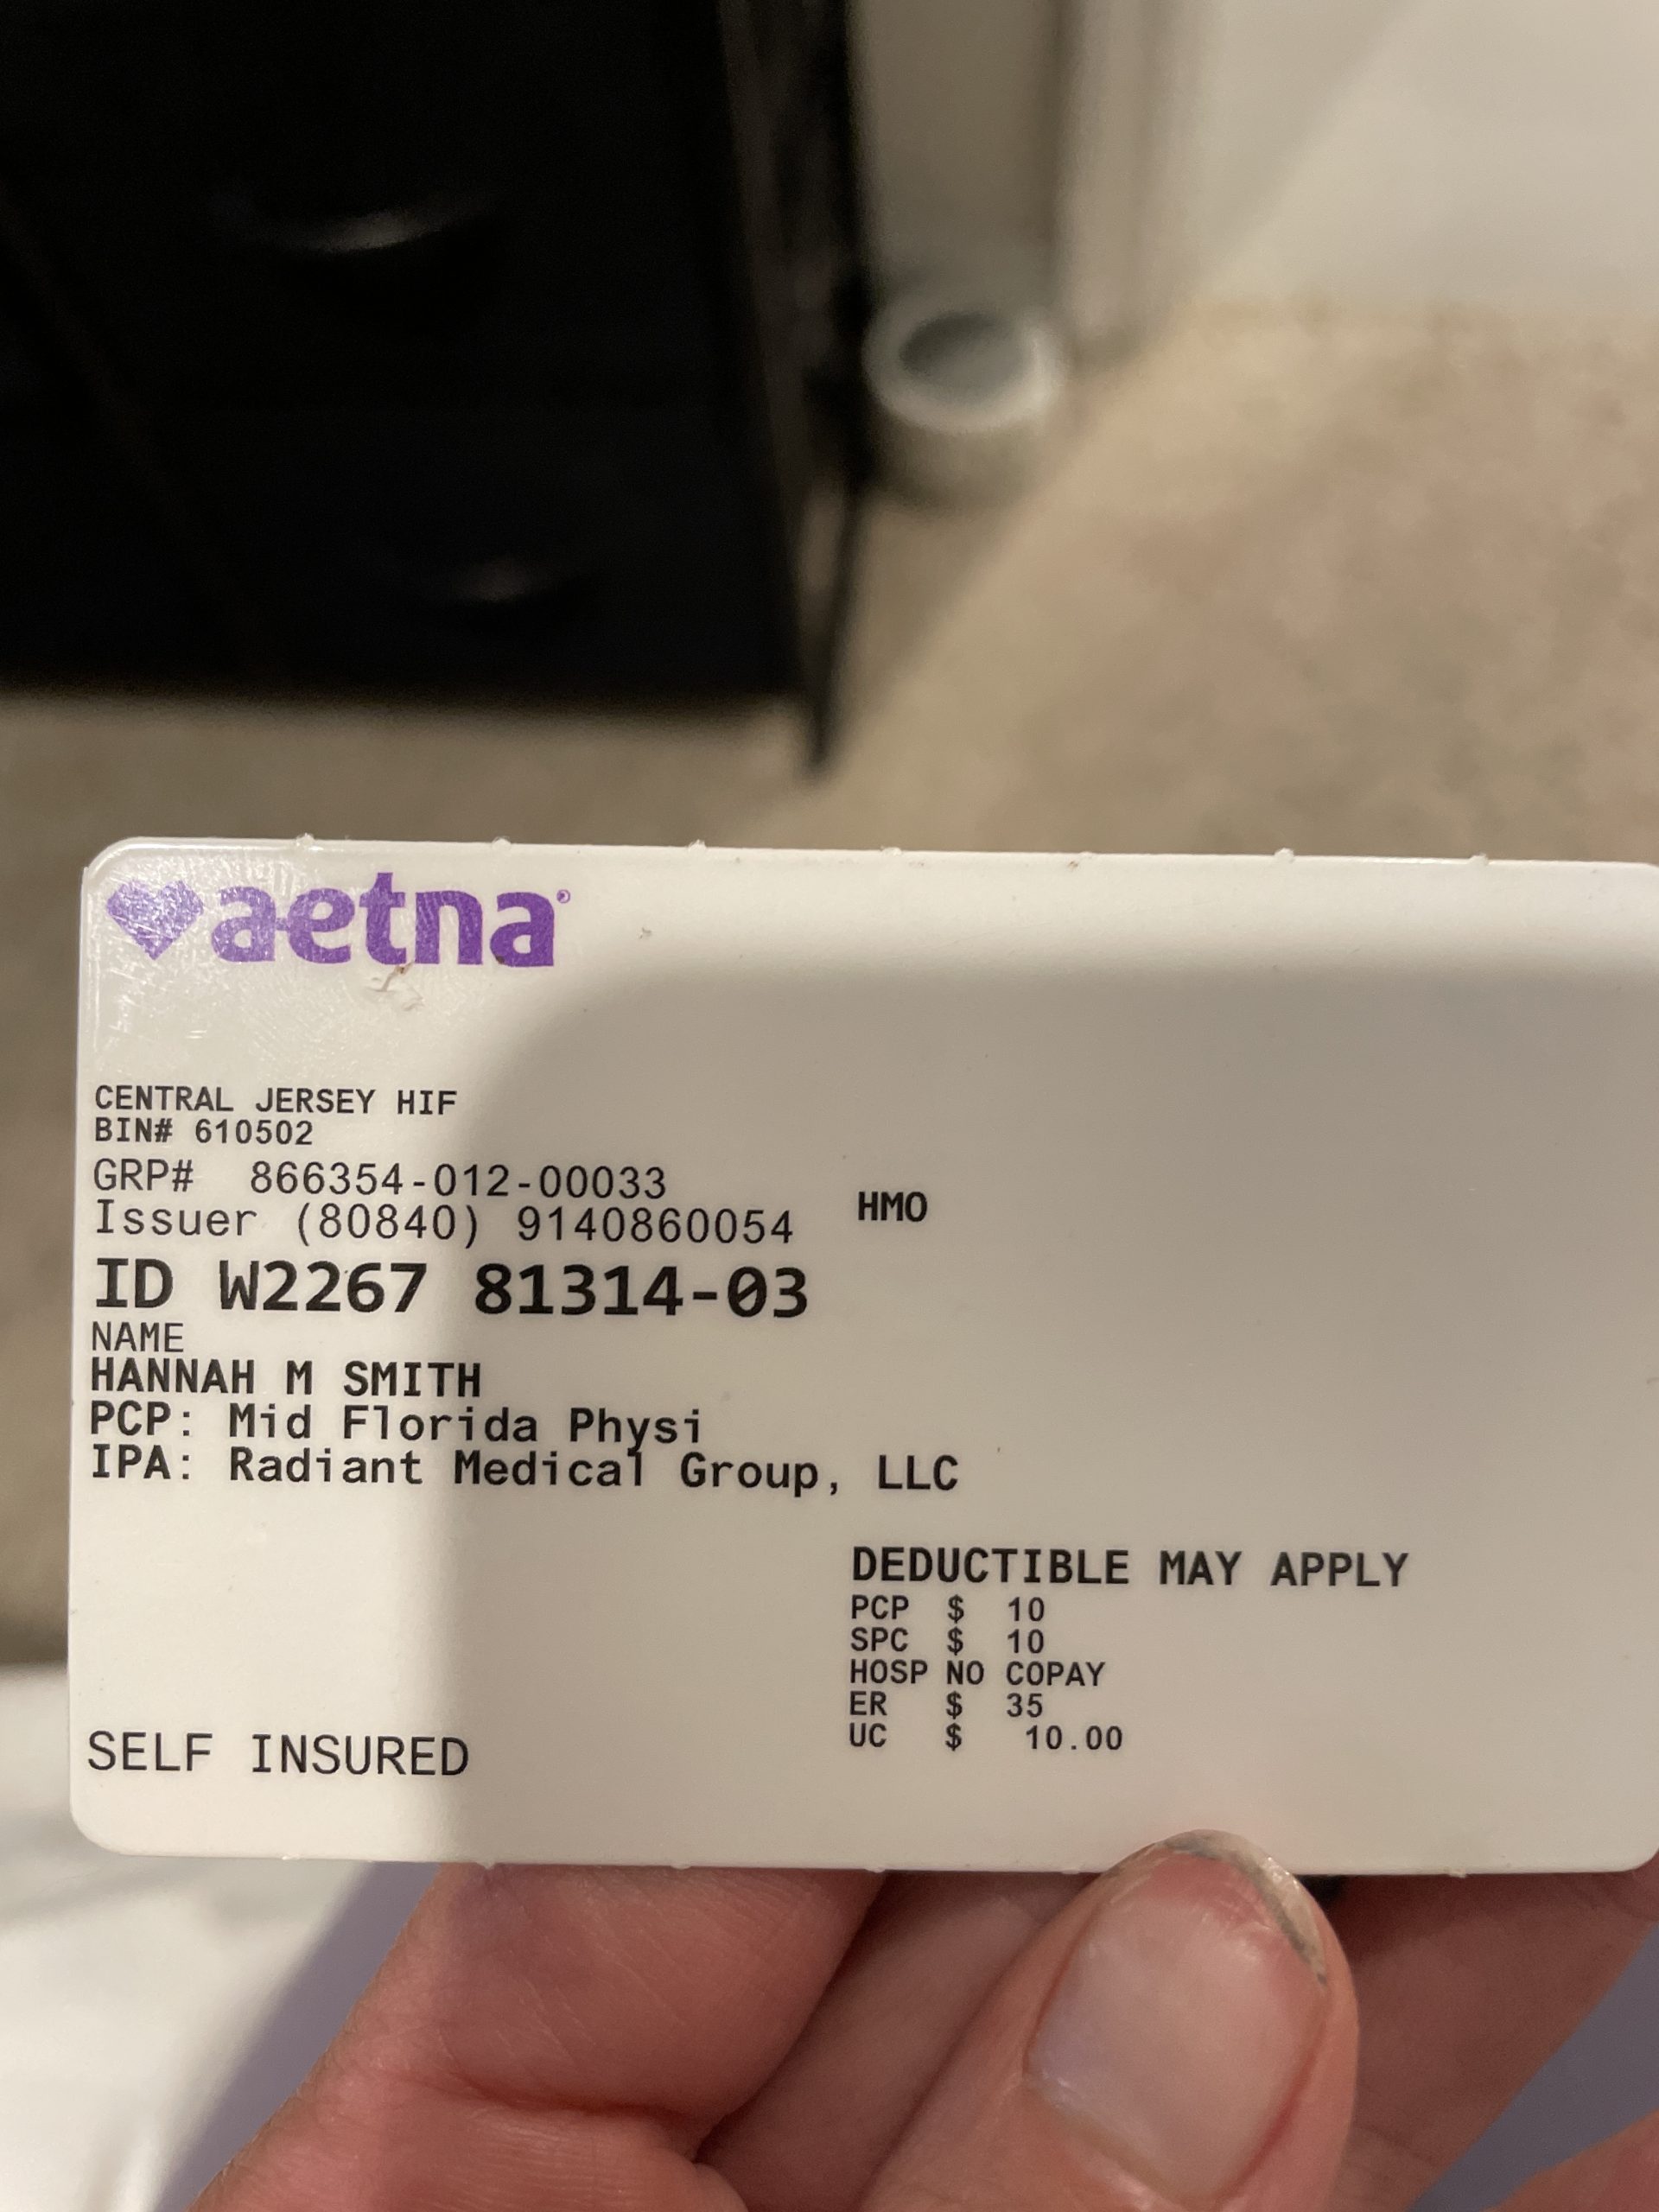 aetna®
CENTRAL JERSEY HIF
BIN# 610502
GRP# 866354-012-00033
Issuer (80840) 9140860054
HMO
ID W2267 81314-03
NAME
HANNAH M SMITH
PCP: Mid Florida Physi
IPA: Radiant Medical Group, LLC
DEDUCTIBLE MAY APPLY
PCP $ 10
SPC $ 10
HOSP NO COPAY
ER $ 35
UC $ 10.00
SELF INSURED